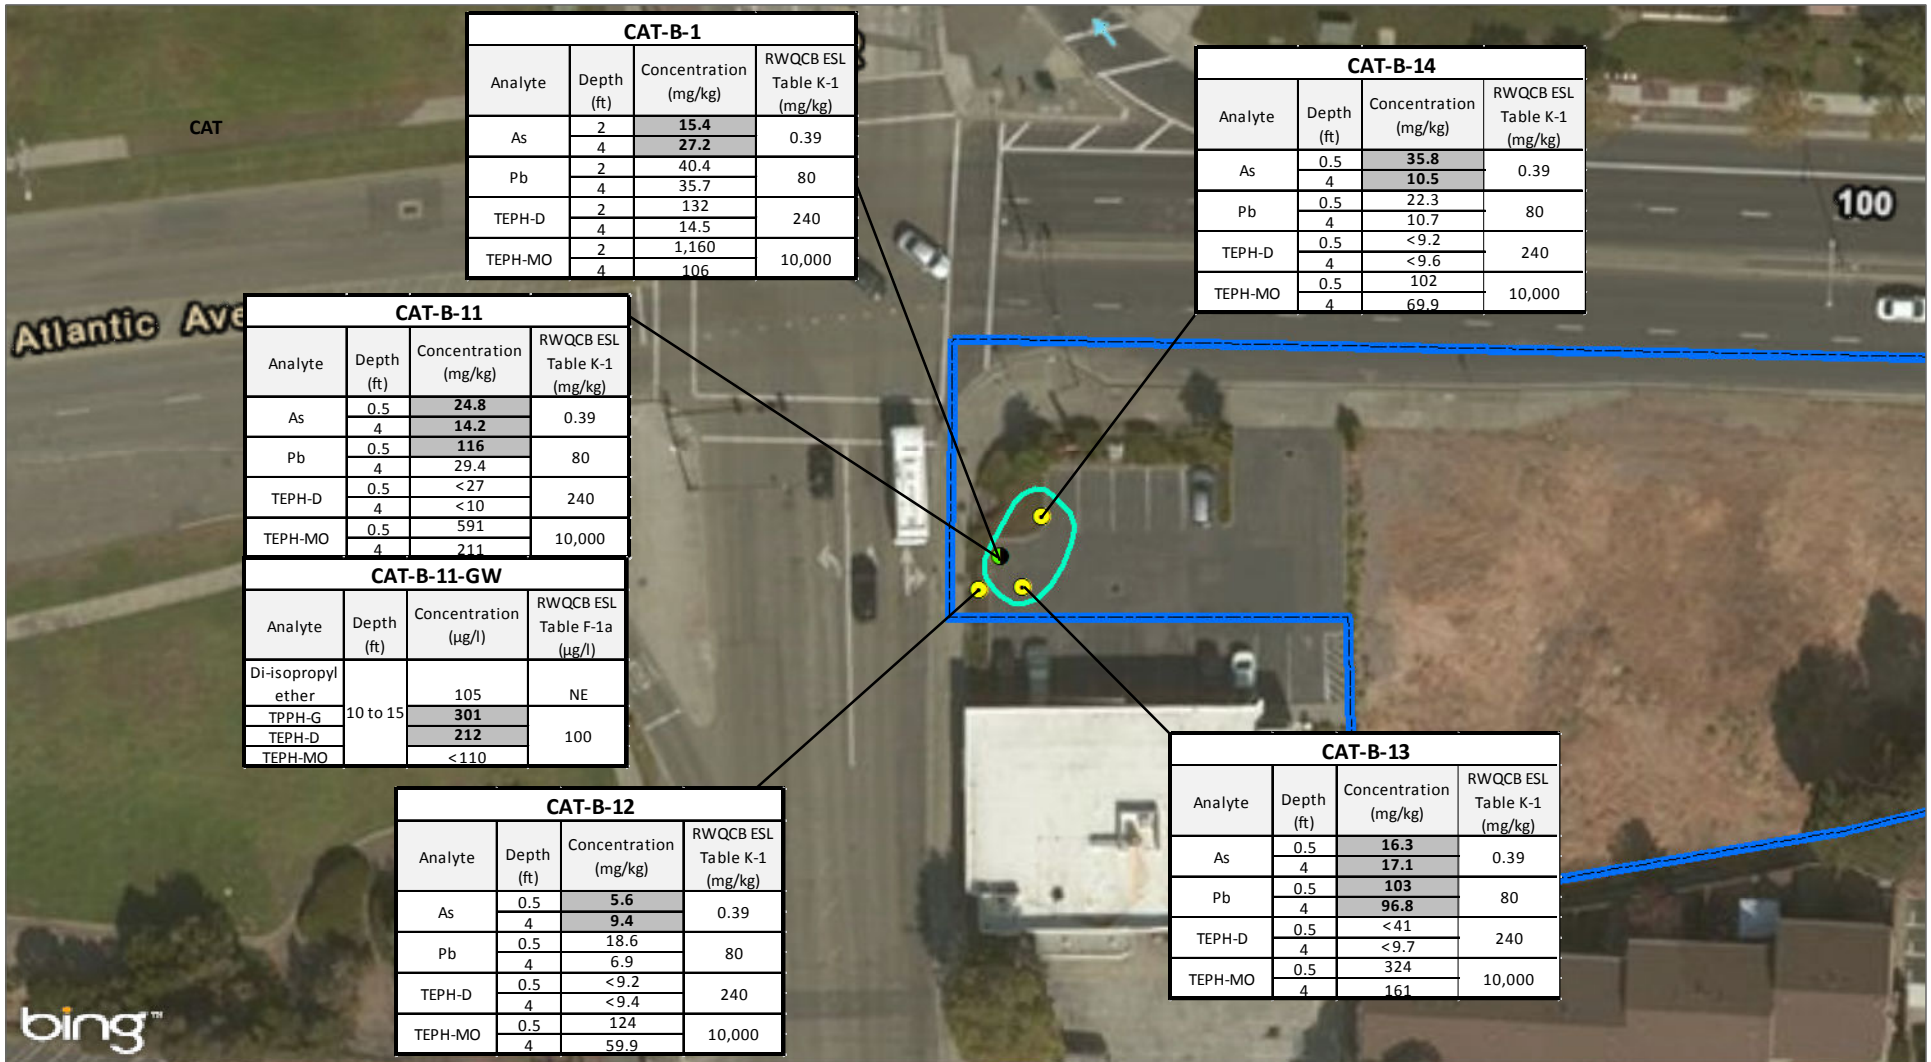 CAT-B-1
Analyte Depth (ft) Concentration (mg/kg) RWQCB ESL Table K-1 (mg/kg)
As 2 15.4 0.39
4 27.2
Pb 2 40.4 80
4 35.7
TEPH-D 2 132 240
4 14.5
TEPH-MO 2 1,160 10,000
4 106
CAT-B-14
Analyte Depth (ft) Concentration (mg/kg) RWQCB ESL Table K-1 (mg/kg)
As 0.5 35.8 0.39
4 10.5
Pb 0.5 22.3 80
4 10.7
TEPH-D 0.5 <9.2 240
4 <9.6
TEPH-MO 0.5 102 10,000
4 69.9
CAT
100
Atlantic Ave
CAT-B-11
Analyte Depth (ft) Concentration (mg/kg) RWQCB ESL Table K-1 (mg/kg)
As 0.5 24.8 0.39
4 14.2
Pb 0.5 116 80
4 29.4
TEPH-D 0.5 <27 240
4 <10
TEPH-MO 0.5 591 10,000
4 211
CAT-B-11-GW
Analyte Depth (ft) Concentration (µg/l) RWQCB ESL Table F-1a (µg/l)
Di-isopropyl ether 10 to 15 105 NE
TPPH-G 301 100
TEPH-D 212
TEPH-MO <110
CAT-B-12
Analyte Depth (ft) Concentration (mg/kg) RWQCB ESL Table K-1 (mg/kg)
As 0.5 5.6 0.39
4 9.4
Pb 0.5 18.6 80
4 6.9
TEPH-D 0.5 <9.2 240
4 <9.4
TEPH-MO 0.5 124 10,000
4 59.9
CAT-B-13
Analyte Depth (ft) Concentration (mg/kg) RWQCB ESL Table K-1 (mg/kg)
As 0.5 16.3 0.39
4 17.1
Pb 0.5 103 80
4 96.8
TEPH-D 0.5 <41 240
4 <9.7
TEPH-MO 0.5 324 10,000
4 161
bing™